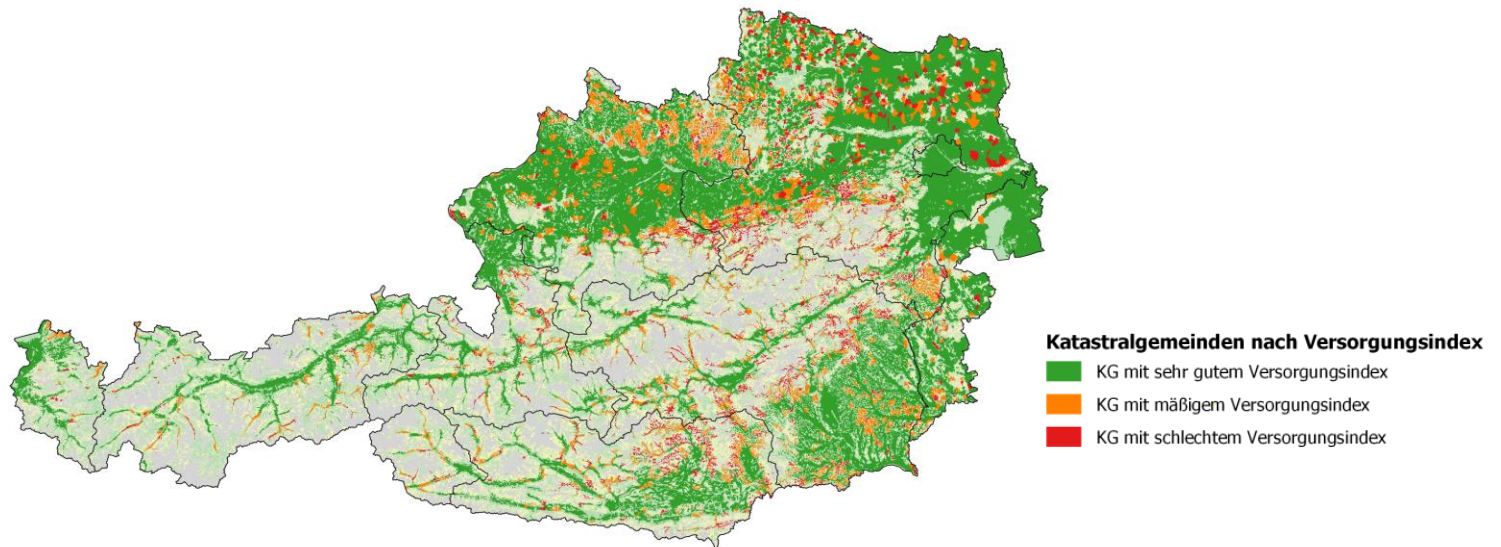 Katastralgemeinden nach Versorgungsindex
KG mit sehr gutem Versorgungsindex
KG mit mäßigem Versorgungsindex
KG mit schlechtem Versorgungsindex